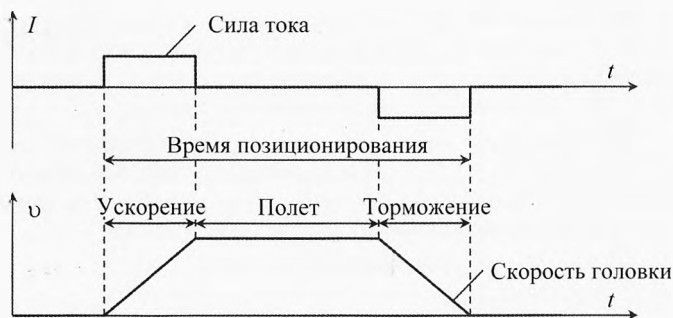 I
Сила тока
t
Время позиционирования
υ
Ускорение
Полет
Торможение
Скорость головки
t